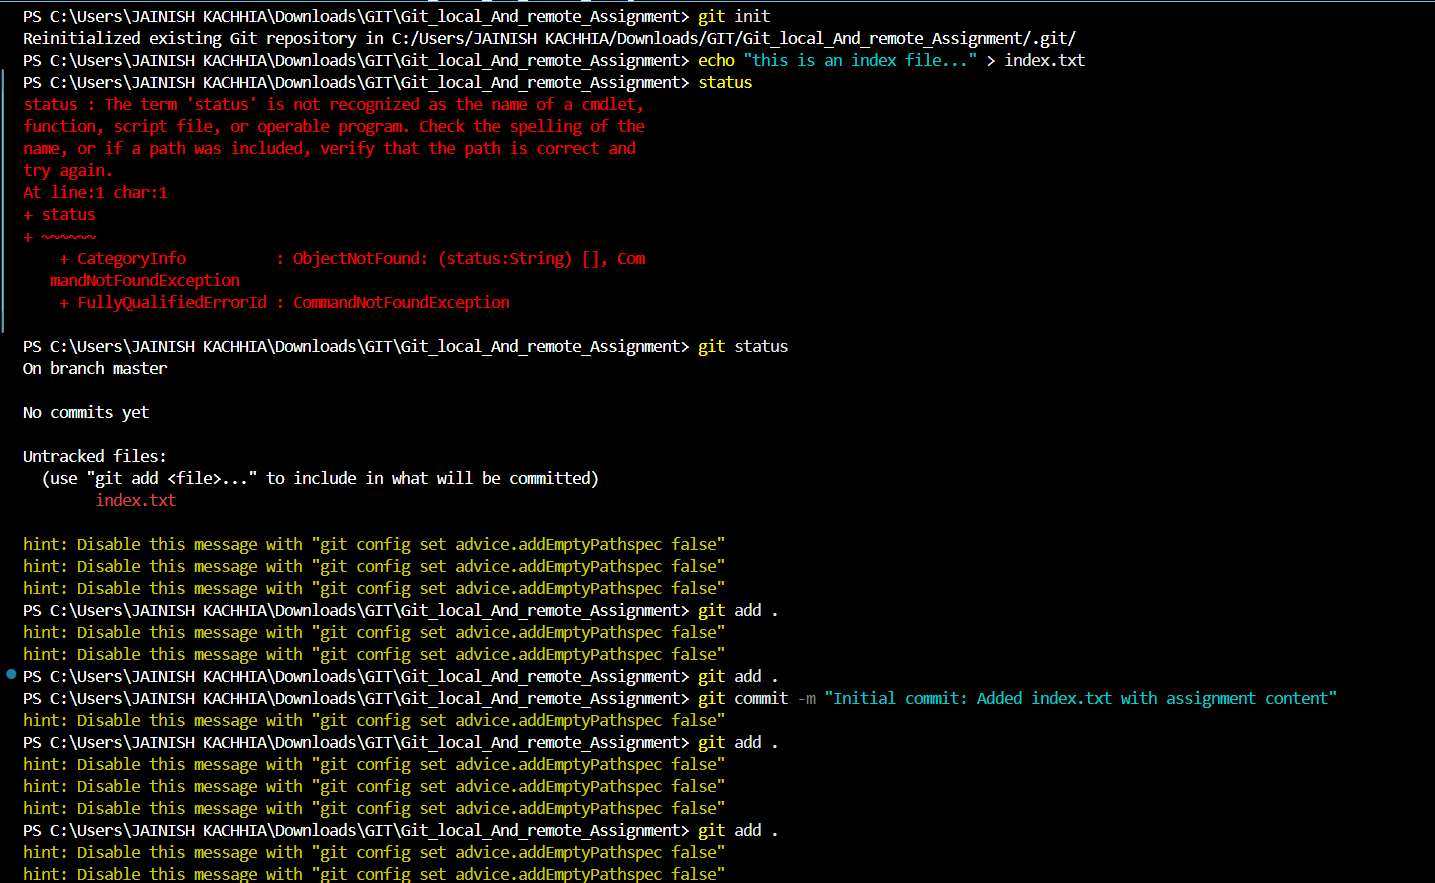 PS C:\Users\JAINISH KACHHIA\Downloads\GIT\Git_local_And_remote_Assignment> git init
Reinitialized existing Git repository in C:/Users/JAINISH KACHHIA/Downloads/GIT/Git_local_And_remote_Assignment/.git/
PS C:\Users\JAINISH KACHHIA\Downloads\GIT\Git_local_And_remote_Assignment> echo "this is an index file..." > index.txt
PS C:\Users\JAINISH KACHHIA\Downloads\GIT\Git_local_And_remote_Assignment> status
status : The term 'status' is not recognized as the name of a cmdlet,
function, script file, or operable program. Check the spelling of the
name, or if a path was included, verify that the path is correct and
try again.
At line:1 char:1
+ status
+ ~~~~~~
    + CategoryInfo          : ObjectNotFound: (status:String) [], Com
   mandNotFoundException
    + FullyQualifiedErrorId : CommandNotFoundException
PS C:\Users\JAINISH KACHHIA\Downloads\GIT\Git_local_And_remote_Assignment> git status
On branch master
No commits yet
Untracked files:
  (use "git add <file>..." to include in what will be committed)
        index.txt
hint: Disable this message with "git config set advice.addEmptyPathspec false"
hint: Disable this message with "git config set advice.addEmptyPathspec false"
hint: Disable this message with "git config set advice.addEmptyPathspec false"
PS C:\Users\JAINISH KACHHIA\Downloads\GIT\Git_local_And_remote_Assignment> git add .
hint: Disable this message with "git config set advice.addEmptyPathspec false"
hint: Disable this message with "git config set advice.addEmptyPathspec false"
PS C:\Users\JAINISH KACHHIA\Downloads\GIT\Git_local_And_remote_Assignment> git add .
PS C:\Users\JAINISH KACHHIA\Downloads\GIT\Git_local_And_remote_Assignment> git commit -m "Initial commit: Added index.txt with assignment content"
hint: Disable this message with "git config set advice.addEmptyPathspec false"
PS C:\Users\JAINISH KACHHIA\Downloads\GIT\Git_local_And_remote_Assignment> git add .
hint: Disable this message with "git config set advice.addEmptyPathspec false"
hint: Disable this message with "git config set advice.addEmptyPathspec false"
hint: Disable this message with "git config set advice.addEmptyPathspec false"
PS C:\Users\JAINISH KACHHIA\Downloads\GIT\Git_local_And_remote_Assignment> git add .
hint: Disable this message with "git config set advice.addEmptyPathspec false"
hint: Disable this message with "git config set advice.addEmptyPathspec false"